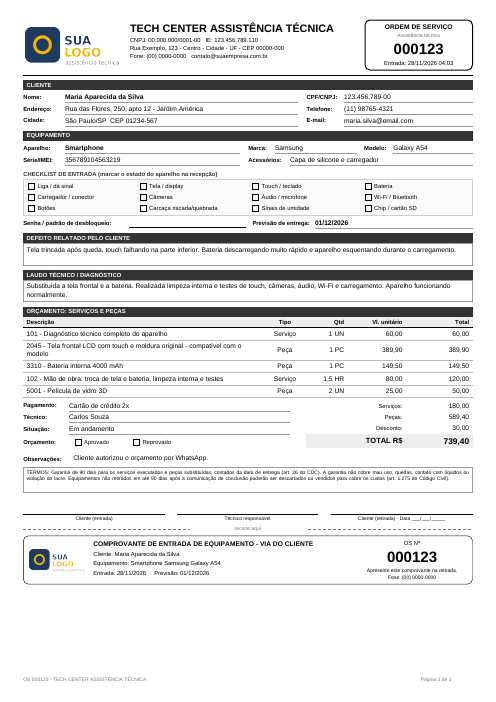 SUA
LOGO
assistência técnica
TECH CENTER ASSISTÊNCIA TÉCNICA
CNPJ: 00.000.000/0001-00 IE: 123.456.789.110
Rua Exemplo, 123 - Centro - Cidade - UF - CEP 00000-000
Fone: (00) 0000-0000 contato@suaempresa.com.br
ORDEM DE SERVIÇO
Assistência técnica
000123
Entrada: 28/11/2026 04:03
CLIENTE
Nome: Maria Aparecida da Silva CPF/CNPJ: 123.456.789-00
Endereço: Rua das Flores, 250, apto 12 - Jardim América Telefone: (11) 98765-4321
Cidade: São Paulo/SP CEP 01234-567 E-mail: maria.silva@email.com
EQUIPAMENTO
Aparelho: Smartphone Marca: Samsung Modelo: Galaxy A54
Série/IMEI: 356789104563219 Acessórios: Capa de silicone e carregador
CHECKLIST DE ENTRADA (marcar o estado do aparelho na recepção)
Liga / dá sinal Tela / display Touch / teclado Bateria
Carregador / conector Câmeras Áudio / microfone Wi-Fi / Bluetooth
Botões Carcaça riscada/quebrada Sinais de umidade Chip / cartão SD
Senha / padrão de desbloqueio: Previsão de entrega: 01/12/2026
DEFEITO RELATADO PELO CLIENTE
Tela trincada após queda, touch falhando na parte inferior. Bateria descarregando muito rápido e aparelho esquentando durante o carregamento.
LAUDO TÉCNICO / DIAGNÓSTICO
Substituída a tela frontal e a bateria. Realizada limpeza interna e testes de touch, câmeras, áudio, Wi-Fi e carregamento. Aparelho funcionando
normalmente.
ORÇAMENTO: SERVIÇOS E PEÇAS
Descrição Tipo Qtd Vl. unitário Total
101 - Diagnóstico técnico completo do aparelho Serviço 1 UN 60,00 60,00
2045 - Tela frontal LCD com touch e moldura original - compatível com o
modelo Peça 1 PC 389,90 389,90
3310 - Bateria interna 4000 mAh Peça 1 PC 149,50 149,50
102 - Mão de obra: troca de tela e bateria, limpeza interna e testes Serviço 1,5 HR 80,00 120,00
5001 - Película de vidro 3D Peça 2 UN 25,00 50,00
Pagamento: Cartão de crédito 2x Serviços: 180,00
Técnico: Carlos Souza Peças: 589,40
Situação: Em andamento Desconto: 30,00
Orçamento: Aprovado Reprovado TOTAL R$ 739,40
Observações: Cliente autorizou o orçamento por WhatsApp.
TERMOS: Garantia de 90 dias para os serviços executados e peças substituídas, contados da data de entrega (art. 26 do CDC). A garantia não cobre mau uso, quedas, contato com líquidos ou
violação do lacre. Equipamentos não retirados em até 90 dias após a comunicação de conclusão poderão ser descartados ou vendidos para cobrir os custos (art. 1.275 do Código Civil).
Cliente (entrada) Técnico responsável Cliente (retirada) - Data ___/___/_____
recorte aqui
SUA
LOGO
assistência técnica
COMPROVANTE DE ENTRADA DE EQUIPAMENTO - VIA DO CLIENTE
Cliente: Maria Aparecida da Silva
Equipamento: Smartphone Samsung Galaxy A54
Entrada: 28/11/2026 Previsão: 01/12/2026
OS Nº
000123
Apresente este comprovante na retirada.
Fone: (00) 0000-0000
OS 000123 - TECH CENTER ASSISTÊNCIA TÉCNICA Página 1 de 1